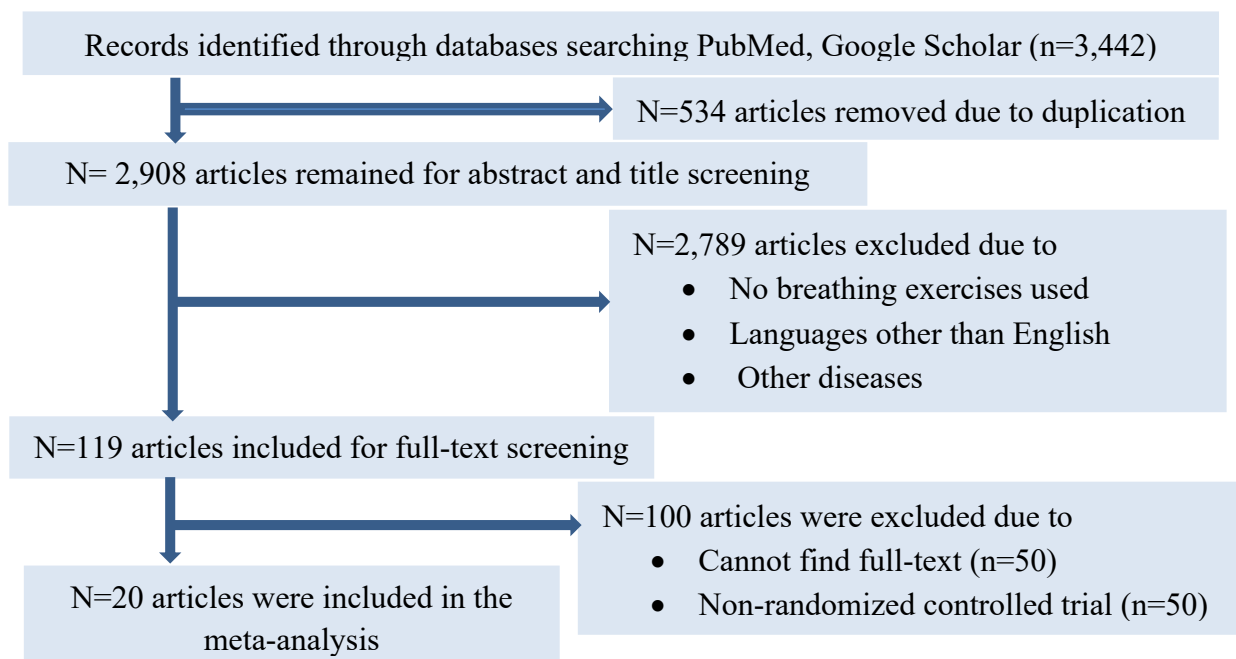 Records identified through databases searching PubMed, Google Scholar (n=3,442)
N=534 articles removed due to duplication
N= 2,908 articles remained for abstract and title screening
N=2,789 articles excluded due to
• No breathing exercises used
• Languages other than English
• Other diseases
N=119 articles included for full-text screening
N=100 articles were excluded due to
• Cannot find full-text (n=50)
• Non-randomized controlled trial (n=50)
N=20 articles were included in the
meta-analysis